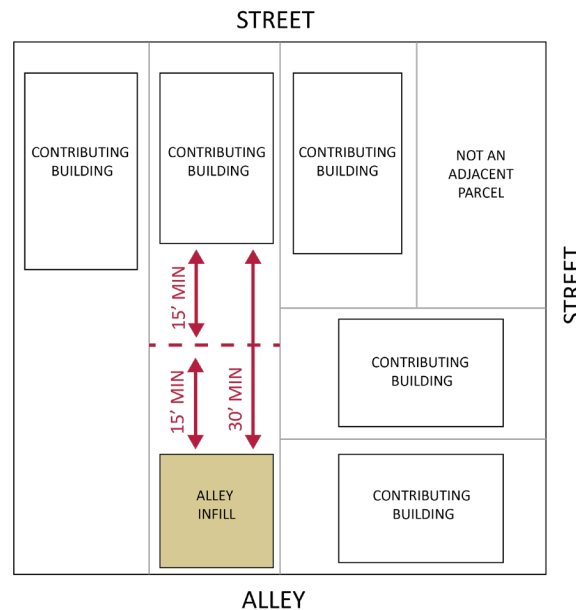 STREET
CONTRIBUTING
BUILDING
CONTRIBUTING
BUILDING
CONTRIBUTING
BUILDING
NOT AN
ADJACENT
PARCEL
STREET
15’ MIN
15’ MIN
30’ MIN
CONTRIBUTING
BUILDING
ALLEY
INFILL
CONTRIBUTING
BUILDING
ALLEY